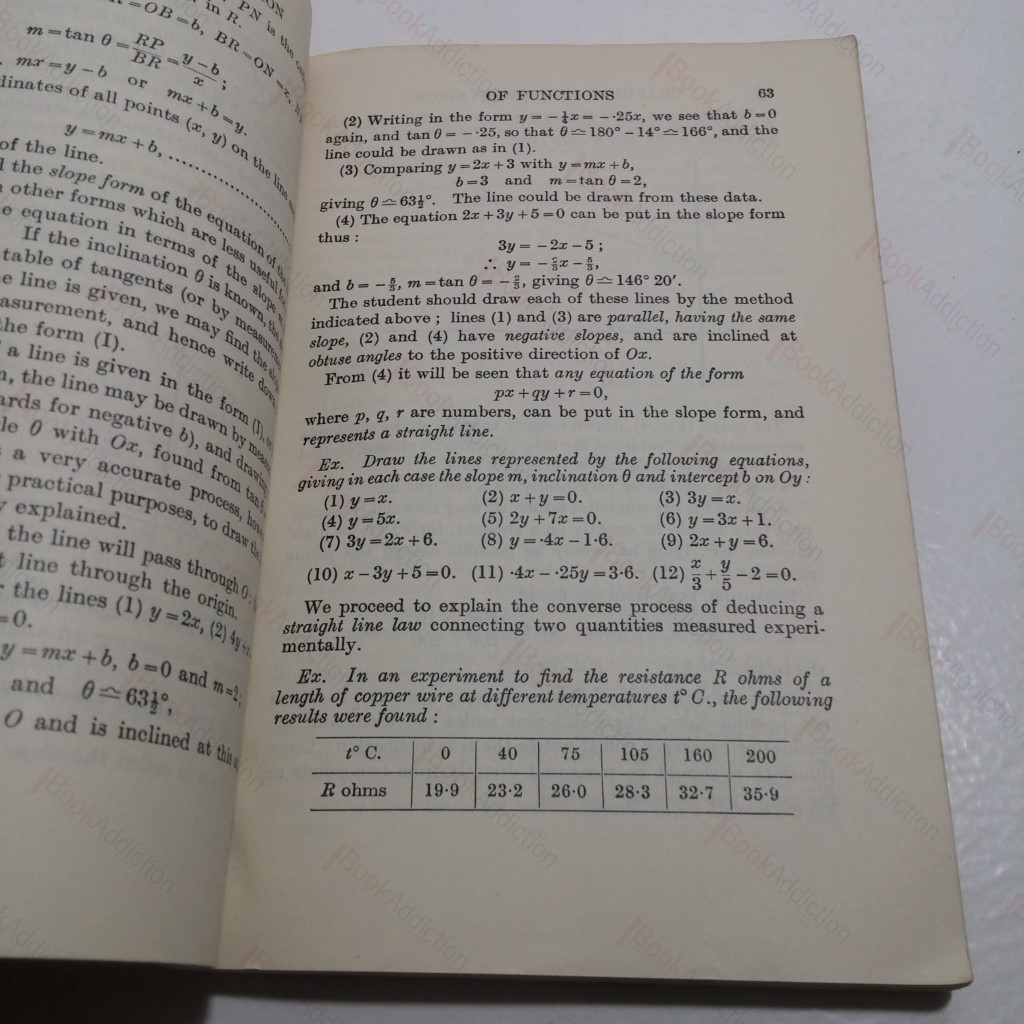 ON
PN is the
in R.
=OB=b, BR=ON=x,
m=tan θ=RP/BR=y−b/x;
mx=y−b or mx+b=y.
dinates of all points (x, y) on the line
y=mx+b, ..............................
of the line.
the slope form of the equation of the
other forms which are less useful
e equation in terms of the slope
If the inclination θ is known, the
table of tangents (or by measurement
e line is given, we may find the slope
asurement, and hence write down
the form (I).
a line is given in the form (I),
the line may be drawn by
ards for negative b), and drawing
le θ with Ox, found from tan θ
a very accurate process,
practical purposes, to draw the
explained.
the line will pass through O
t line through the origin.
the lines (1) y=2x, (2)
=0.
y=mx+b, b=0 and m=2,
and θ≏63½°,
O and is inclined at this
OF FUNCTIONS 63
(2) Writing in the form y= −¼x= −·25x, we see that b=0
again, and tan θ= −·25, so that θ≏180° −14°≏166°, and the
line could be drawn as in (1).
(3) Comparing y=2x+3 with y=mx+b,
b=3 and m=tan θ=2,
giving θ≏63½°. The line could be drawn from these data.
(4) The equation 2x+3y+5=0 can be put in the slope form
thus :
3y= −2x−5 ;
∴ y= −⅔x−5/3,
and b= −5/3, m=tan θ= −⅔, giving θ≏146° 20′.
The student should draw each of these lines by the method
indicated above ; lines (1) and (3) are parallel, having the same
slope, (2) and (4) have negative slopes, and are inclined at
obtuse angles to the positive direction of Ox.
From (4) it will be seen that any equation of the form
px+qy+r=0,
where p, q, r are numbers, can be put in the slope form, and
represents a straight line.
Ex. Draw the lines represented by the following equations,
giving in each case the slope m, inclination θ and intercept b on Oy :
(1) y=x. (2) x+y=0. (3) 3y=x.
(4) y=5x. (5) 2y+7x=0. (6) y=3x+1.
(7) 3y=2x+6. (8) y=·4x−1·6. (9) 2x+y=6.
(10) x−3y+5=0. (11) ·4x−·25y=3·6. (12) x/3+y/5−2=0.
We proceed to explain the converse process of deducing a
straight line law connecting two quantities measured experi-
mentally.
Ex. In an experiment to find the resistance R ohms of a
length of copper wire at different temperatures t° C., the following
results were found :
t° C. 0 40 75 105 160 200
R ohms 19·9 23·2 26·0 28·3 32·7 35·9